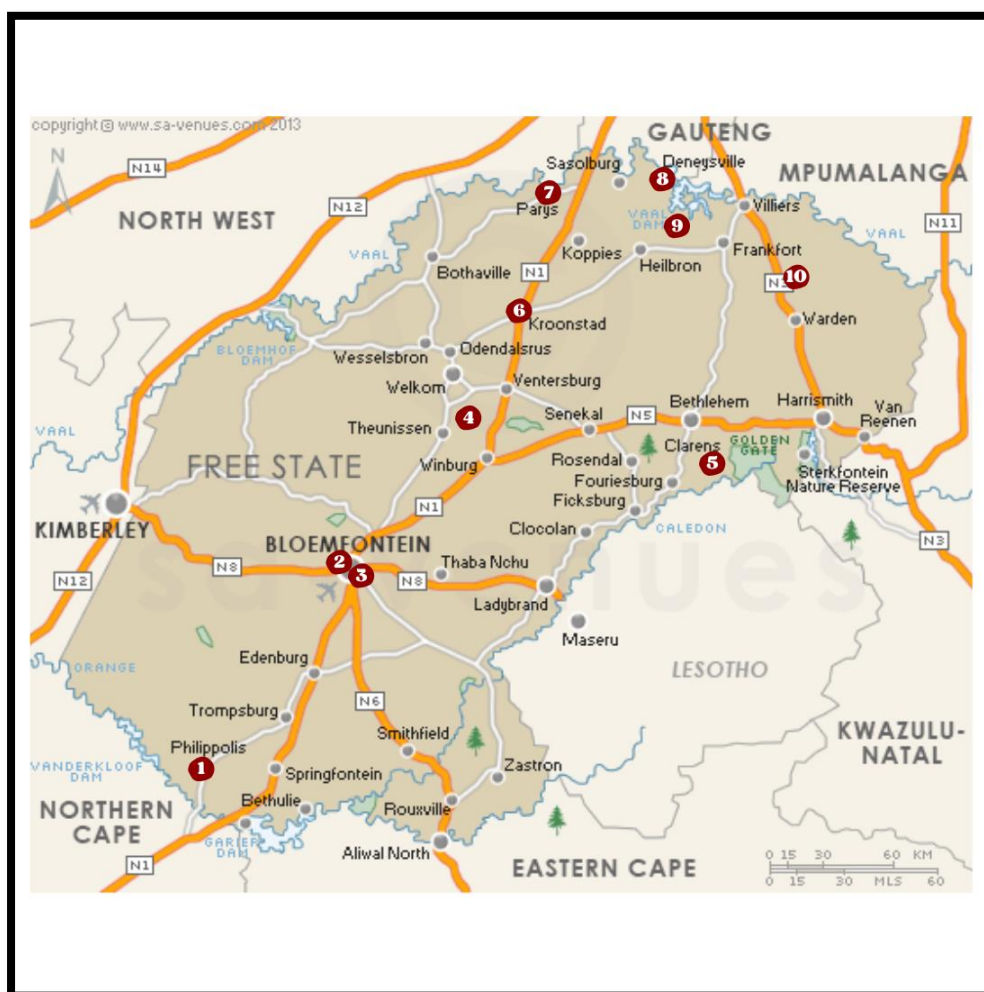 copyright@ www.sa-venues.com 2013
N
GAUTENG
MPUMALANGA
NORTH WEST
N14
N12
N11
Sasolburg
Deneysville
8
7
Parys
VAAL
DAM
9
Villiers
VAAL
VAAL
Koppies
Heilbron
Frankfort
Bothaville
N1
N3
10
6
Kroonstad
Warden
BLOEMHOF
DAM
Wesselsbron
Odendalsrus
Welkom
Ventersburg
VAAL
4
Theunissen
Senekal
N5
Bethlehem
Harrismith
Van
Reenen
Winburg
FREE STATE
Rosendal
Clarens
5
GOLDEN
GATE
Fouriesburg
Sterkfontein
Nature Reserve
Ficksburg
N1
KIMBERLEY
BLOEMFONTEIN
Clocolan
CALEDON
N3
2
3
N8
N8
Thaba Nchu
N12
sa-venues
Ladybrand
Maseru
LESOTHO
ORANGE
Edenburg
Trompsburg
N6
KWAZULU-
NATAL
Philippolis
1
Smithfield
VANDERKLOOF
DAM
Springfontein
Zastron
NORTHERN
CAPE
Bethulie
Rouxville
GARIEP
DAM
Aliwal North
N1
EASTERN CAPE
0 15 30 60 KM
0 15 30 MLS 60